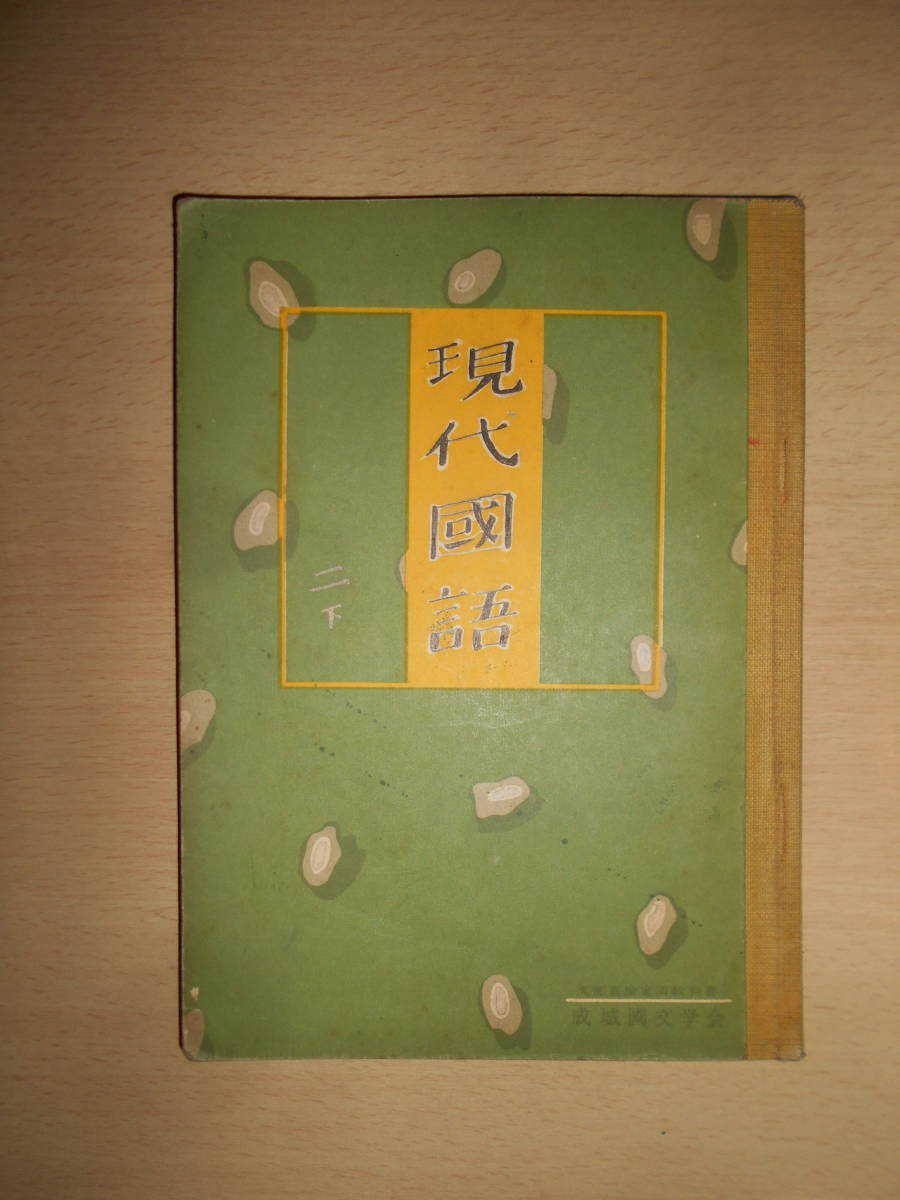 現代國語
二下
文部省檢定済教科書
成城國文学会